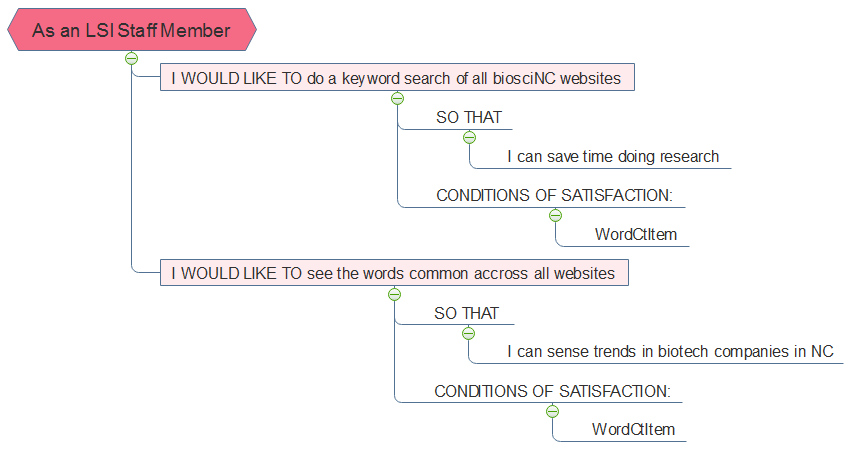 As an LSI Staff Member
I WOULD LIKE TO do a keyword search of all biosciNC websites
SO THAT
I can save time doing research
CONDITIONS OF SATISFACTION:
WordCtItem
I WOULD LIKE TO see the words common accross all websites
SO THAT
I can sense trends in biotech companies in NC
CONDITIONS OF SATISFACTION:
WordCtItem